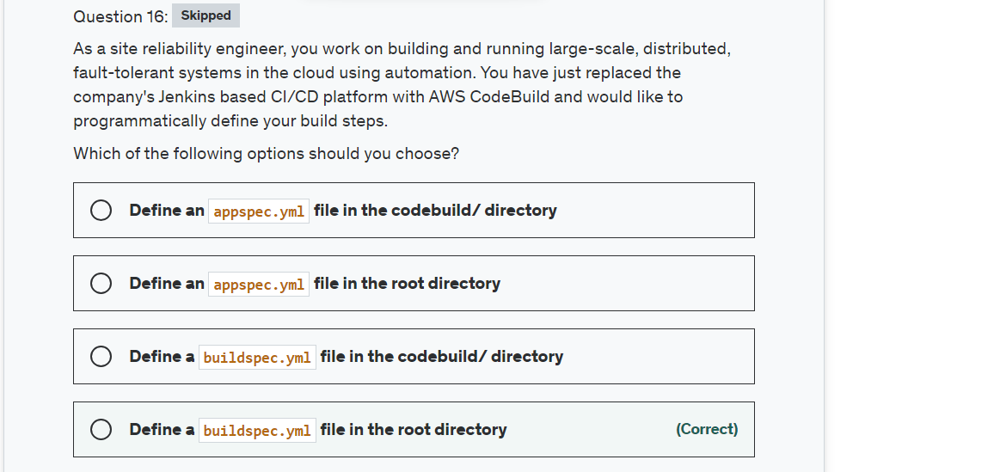 Question 16: Skipped
As a site reliability engineer, you work on building and running large-scale, distributed,
fault-tolerant systems in the cloud using automation. You have just replaced the
company's Jenkins based CI/CD platform with AWS CodeBuild and would like to
programmatically define your build steps.
Which of the following options should you choose?
Define an appspec.yml file in the codebuild/ directory
Define an appspec.yml file in the root directory
Define a buildspec.yml file in the codebuild/ directory
Define a buildspec.yml file in the root directory (Correct)